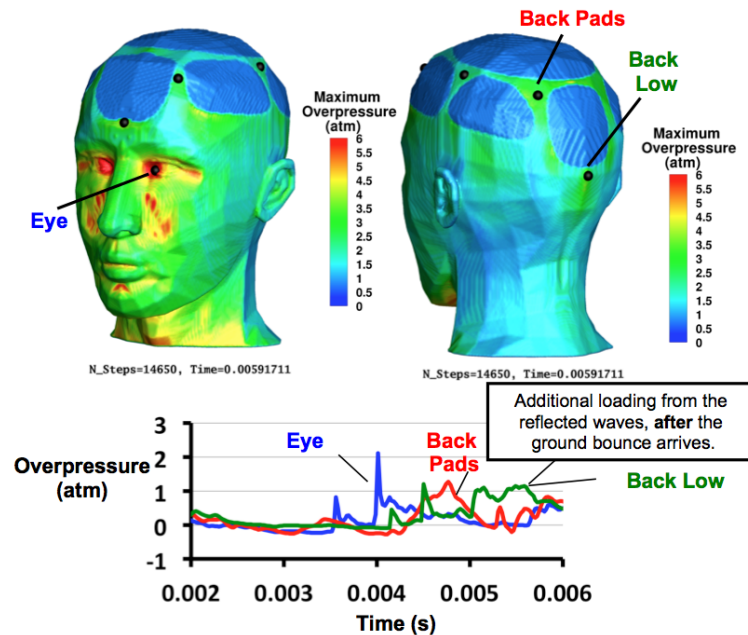 Back Pads
Back
Low
Maximum
Overpressure
(atm)
6
5.5
5
4.5
4
3.5
3
2.5
2
1.5
1
0.5
0
Maximum
Overpressure
(atm)
6
5.5
5
4.5
4
3.5
3
2.5
2
1.5
1
0.5
0
Eye
N_Steps=14650, Time=0.00591711
N_Steps=14650, Time=0.00591711
Additional loading from the
reflected waves, after the
ground bounce arrives.
Overpressure
(atm)
3
2
1
0
-1
Eye
Back
Pads
Back Low
0.002 0.003 0.004 0.005 0.006
Time (s)